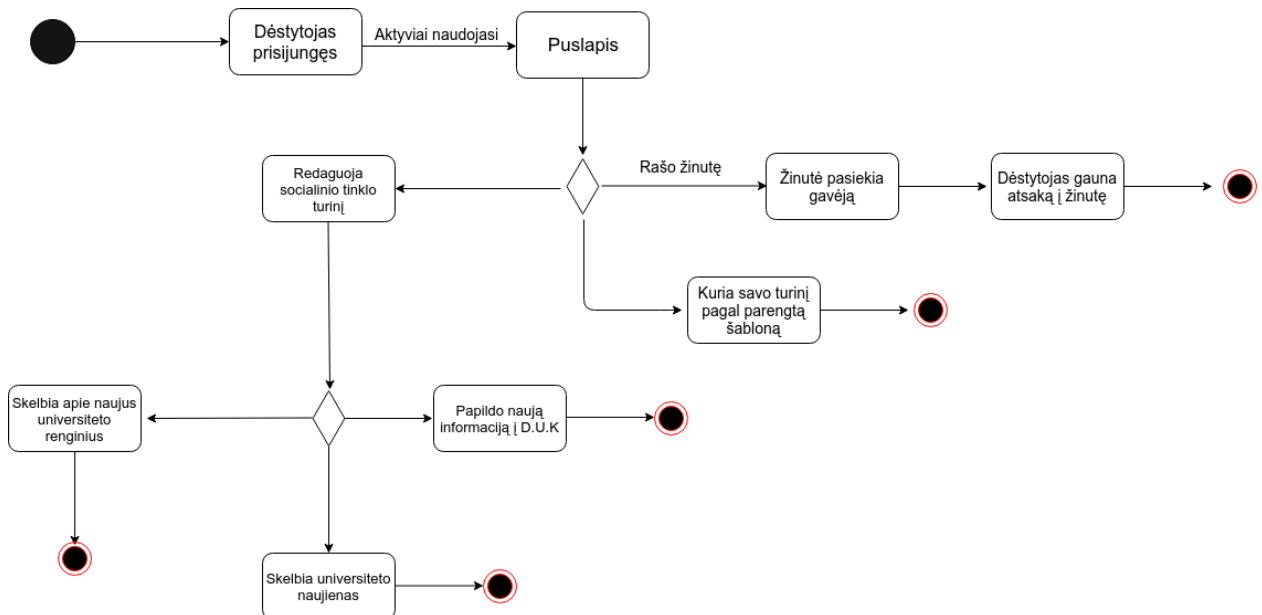 Dėstytojas
prisijungęs
Aktyviai naudojasi
Puslapis
Redaguoja
socialinio tinklo
turinį
Rašo žinutę
Žinutė pasiekia
gavėją
Dėstytojas gauna
atsaką į žinutę
Kuria savo turinį
pagal parengtą
šabloną
Skelbia apie naujus
universiteto
renginius
Papildo naują
informaciją į D.U.K
Skelbia universiteto
naujienas